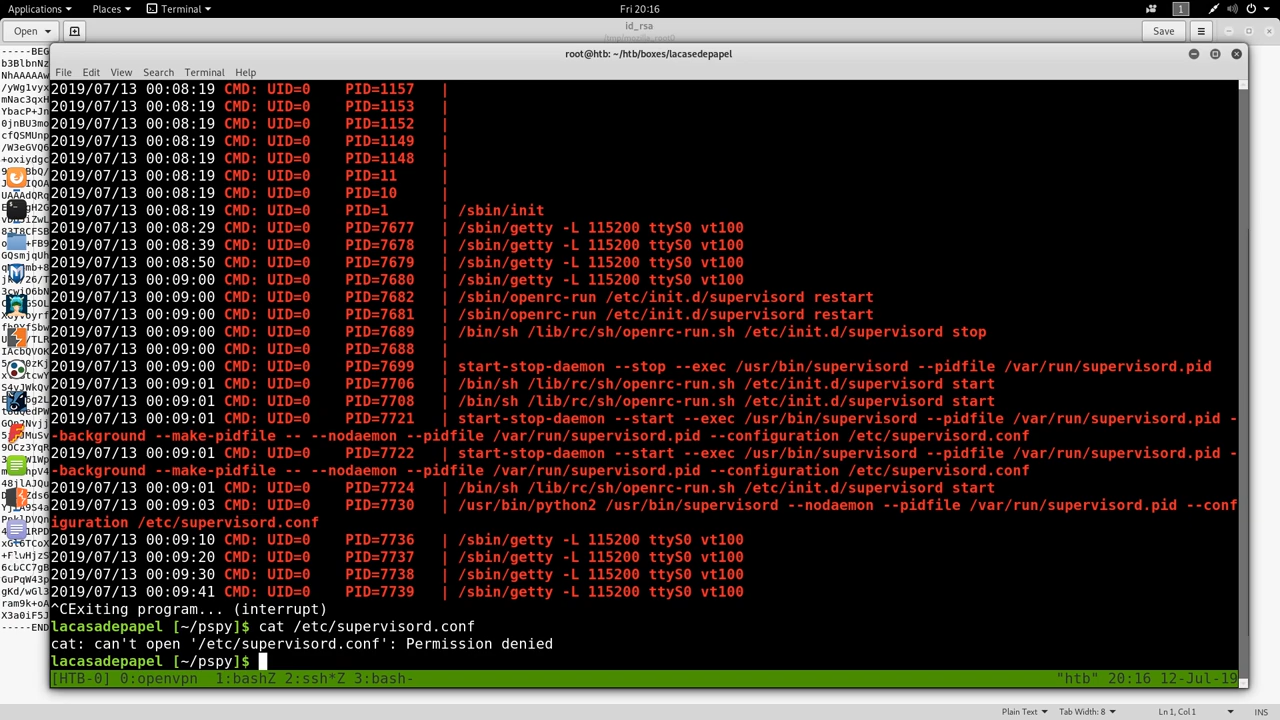 Applications Places Terminal Fri 20:16 1
Open id_rsa Save
/tmp/mozilla_root0
root@htb: ~/htb/boxes/lacasedepapel
File Edit View Search Terminal Help
-----BEG
b3BlbnNz
NhAAAAAw
/yWg1vyx
mNac3qxH
YbacP+Jn
0jnBU3mo
cfQSMUnp
/W3eGVQ6
+oxiydgc
2019/07/13 00:08:19 CMD: UID=0 PID=1157 |
2019/07/13 00:08:19 CMD: UID=0 PID=1153 |
2019/07/13 00:08:19 CMD: UID=0 PID=1152 |
2019/07/13 00:08:19 CMD: UID=0 PID=1149 |
2019/07/13 00:08:19 CMD: UID=0 PID=1148 |
2019/07/13 00:08:19 CMD: UID=0 PID=11 |
2019/07/13 00:08:19 CMD: UID=0 PID=10 |
2019/07/13 00:08:19 CMD: UID=0 PID=1 | /sbin/init
2019/07/13 00:08:29 CMD: UID=0 PID=7677 | /sbin/getty -L 115200 ttyS0 vt100
2019/07/13 00:08:39 CMD: UID=0 PID=7678 | /sbin/getty -L 115200 ttyS0 vt100
2019/07/13 00:08:50 CMD: UID=0 PID=7679 | /sbin/getty -L 115200 ttyS0 vt100
2019/07/13 00:09:00 CMD: UID=0 PID=7680 | /sbin/getty -L 115200 ttyS0 vt100
2019/07/13 00:09:00 CMD: UID=0 PID=7682 | /sbin/openrc-run /etc/init.d/supervisord restart
2019/07/13 00:09:00 CMD: UID=0 PID=7681 | /sbin/openrc-run /etc/init.d/supervisord restart
2019/07/13 00:09:00 CMD: UID=0 PID=7689 | /bin/sh /lib/rc/sh/openrc-run.sh /etc/init.d/supervisord stop
2019/07/13 00:09:00 CMD: UID=0 PID=7688 |
2019/07/13 00:09:00 CMD: UID=0 PID=7699 | start-stop-daemon --stop --exec /usr/bin/supervisord --pidfile /var/run/supervisord.pid
2019/07/13 00:09:01 CMD: UID=0 PID=7706 | /bin/sh /lib/rc/sh/openrc-run.sh /etc/init.d/supervisord start
2019/07/13 00:09:01 CMD: UID=0 PID=7708 | /bin/sh /lib/rc/sh/openrc-run.sh /etc/init.d/supervisord start
2019/07/13 00:09:01 CMD: UID=0 PID=7721 | start-stop-daemon --start --exec /usr/bin/supervisord --pidfile /var/run/supervisord.pid -
-background --make-pidfile -- --nodaemon --pidfile /var/run/supervisord.pid --configuration /etc/supervisord.conf
2019/07/13 00:09:01 CMD: UID=0 PID=7722 | start-stop-daemon --start --exec /usr/bin/supervisord --pidfile /var/run/supervisord.pid -
-background --make-pidfile -- --nodaemon --pidfile /var/run/supervisord.pid --configuration /etc/supervisord.conf
2019/07/13 00:09:01 CMD: UID=0 PID=7724 | /bin/sh /lib/rc/sh/openrc-run.sh /etc/init.d/supervisord start
2019/07/13 00:09:03 CMD: UID=0 PID=7730 | /usr/bin/python2 /usr/bin/supervisord --nodaemon --pidfile /var/run/supervisord.pid --conf
iguration /etc/supervisord.conf
2019/07/13 00:09:10 CMD: UID=0 PID=7736 | /sbin/getty -L 115200 ttyS0 vt100
2019/07/13 00:09:20 CMD: UID=0 PID=7737 | /sbin/getty -L 115200 ttyS0 vt100
2019/07/13 00:09:30 CMD: UID=0 PID=7738 | /sbin/getty -L 115200 ttyS0 vt100
2019/07/13 00:09:41 CMD: UID=0 PID=7739 | /sbin/getty -L 115200 ttyS0 vt100
^CExiting program... (interrupt)
lacasadepapel [~/pspy]$ cat /etc/supervisord.conf
cat: can't open '/etc/supervisord.conf': Permission denied
lacasadepapel [~/pspy]$
[HTB-0] 0:openvpn 1:bashZ 2:ssh*Z 3:bash- "htb" 20:16 12-Jul-19
6cbCC7gB
GuPqW43p
gKd/wGl3
ram9k+oA
X3a0iF5J
-----END
Plain Text Tab Width: 8 Ln 1, Col 1 INS